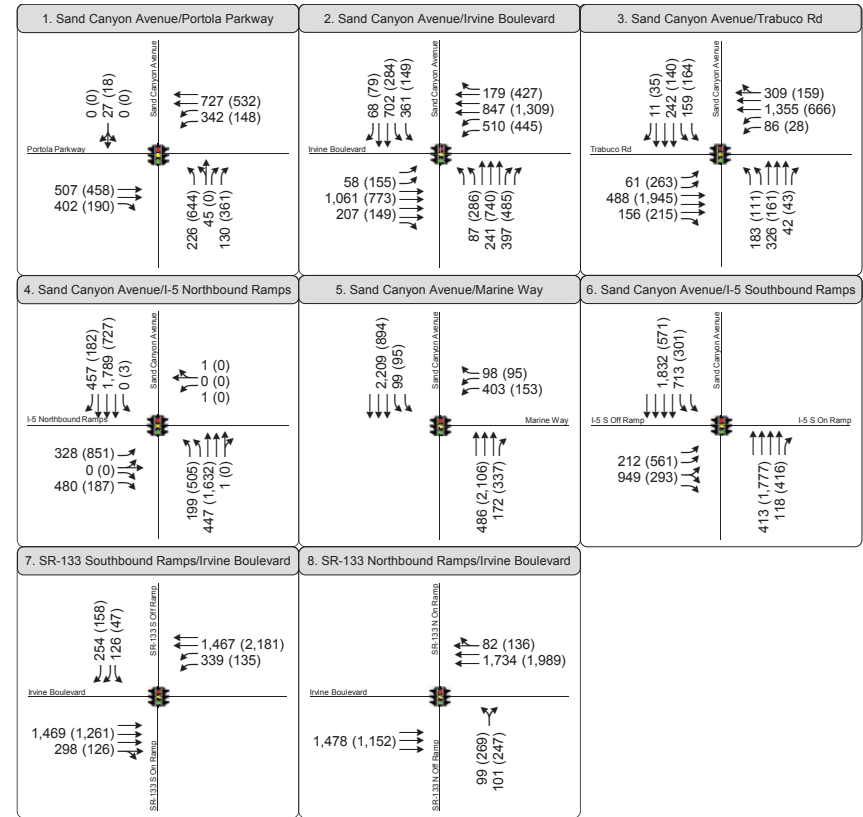 1. Sand Canyon Avenue/Portola Parkway
0 (0)
27 (18)
0 (0)
Sand Canyon Avenue
727 (532)
342 (148)
Portola Parkway
507 (458)
402 (190)
226 (644)
45 (0)
130 (361)
2. Sand Canyon Avenue/Irvine Boulevard
68 (79)
702 (284)
361 (149)
Sand Canyon Avenue
179 (427)
847 (1,309)
510 (445)
Irvine Boulevard
58 (155)
1,061 (773)
207 (149)
87 (286)
241 (740)
397 (485)
3. Sand Canyon Avenue/Trabuco Rd
11 (35)
242 (140)
159 (164)
Sand Canyon Avenue
309 (159)
1,355 (666)
86 (28)
Trabuco Rd
61 (263)
488 (1,945)
156 (215)
183 (111)
326 (161)
42 (43)
4. Sand Canyon Avenue/I-5 Northbound Ramps
457 (182)
1,789 (727)
0 (3)
Sand Canyon Avenue
1 (0)
0 (0)
1 (0)
I-5 Northbound Ramps
328 (851)
0 (0)
480 (187)
199 (505)
447 (1,632)
1 (0)
5. Sand Canyon Avenue/Marine Way
2,209 (894)
99 (95)
Sand Canyon Avenue
98 (95)
403 (153)
Marine Way
486 (2,106)
172 (337)
6. Sand Canyon Avenue/I-5 Southbound Ramps
1,832 (571)
713 (301)
Sand Canyon Avenue
I-5 S Off Ramp
I-5 S On Ramp
212 (561)
949 (293)
413 (1,777)
118 (416)
7. SR-133 Southbound Ramps/Irvine Boulevard
254 (158)
126 (47)
SR-133 S Off Ramp
1,467 (2,181)
339 (135)
Irvine Boulevard
1,469 (1,261)
298 (126)
SR-133 S On Ramp
8. SR-133 Northbound Ramps/Irvine Boulevard
SR-133 N On Ramp
82 (136)
1,734 (1,989)
Irvine Boulevard
1,478 (1,152)
SR-133 N Off Ramp
99 (269)
101 (247)